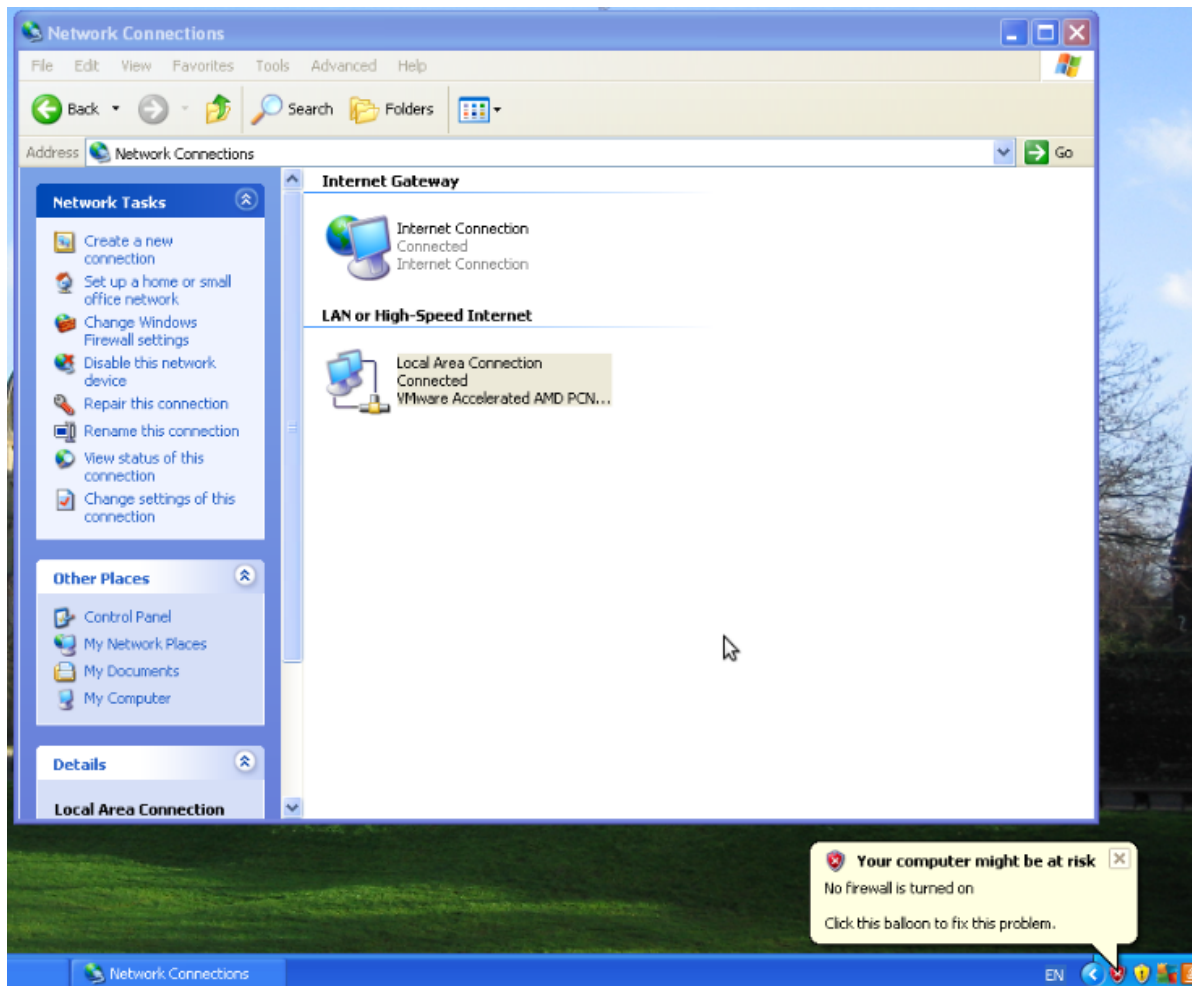 Network Connections
File Edit View Favorites Tools Advanced Help
Back Search Folders
Address Network Connections Go
Network Tasks
Create a new
connection
Set up a home or small
office network
Change Windows
Firewall settings
Disable this network
device
Repair this connection
Rename this connection
View status of this
connection
Change settings of this
connection
Other Places
Control Panel
My Network Places
My Documents
My Computer
Details
Local Area Connection
Internet Gateway
Internet Connection
Connected
Internet Connection
LAN or High-Speed Internet
Local Area Connection
Connected
VMware Accelerated AMD PCN...
Your computer might be at risk
No firewall is turned on
Click this balloon to fix this problem.
Network Connections
EN